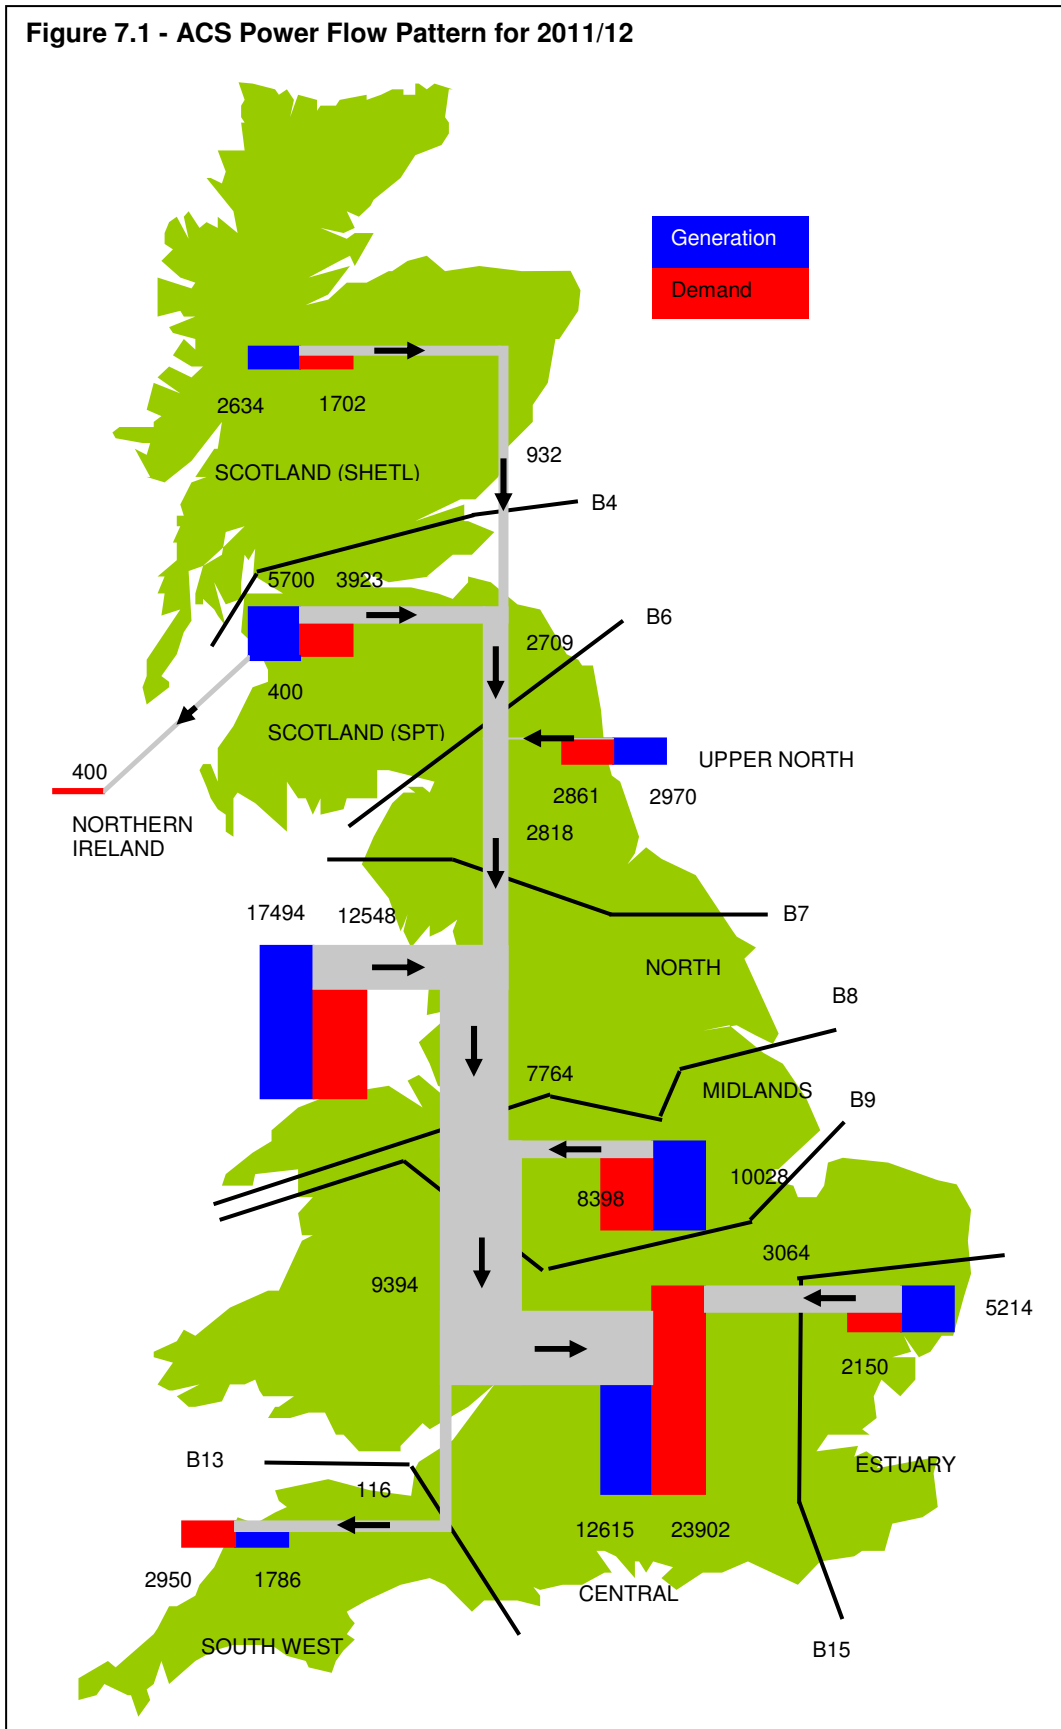 Figure 7.1 - ACS Power Flow Pattern for 2011/12
Generation
Demand
2634
1702
932
SCOTLAND (SHETL)
B4
5700
3923
B6
2709
400
SCOTLAND (SPT)
UPPER NORTH
400
2861
2970
NORTHERN
IRELAND
2818
17494
12548
B7
NORTH
B8
7764
MIDLANDS
B9
10028
8398
3064
9394
5214
2150
B13
ESTUARY
116
12615
23902
2950
1786
CENTRAL
SOUTH WEST
B15